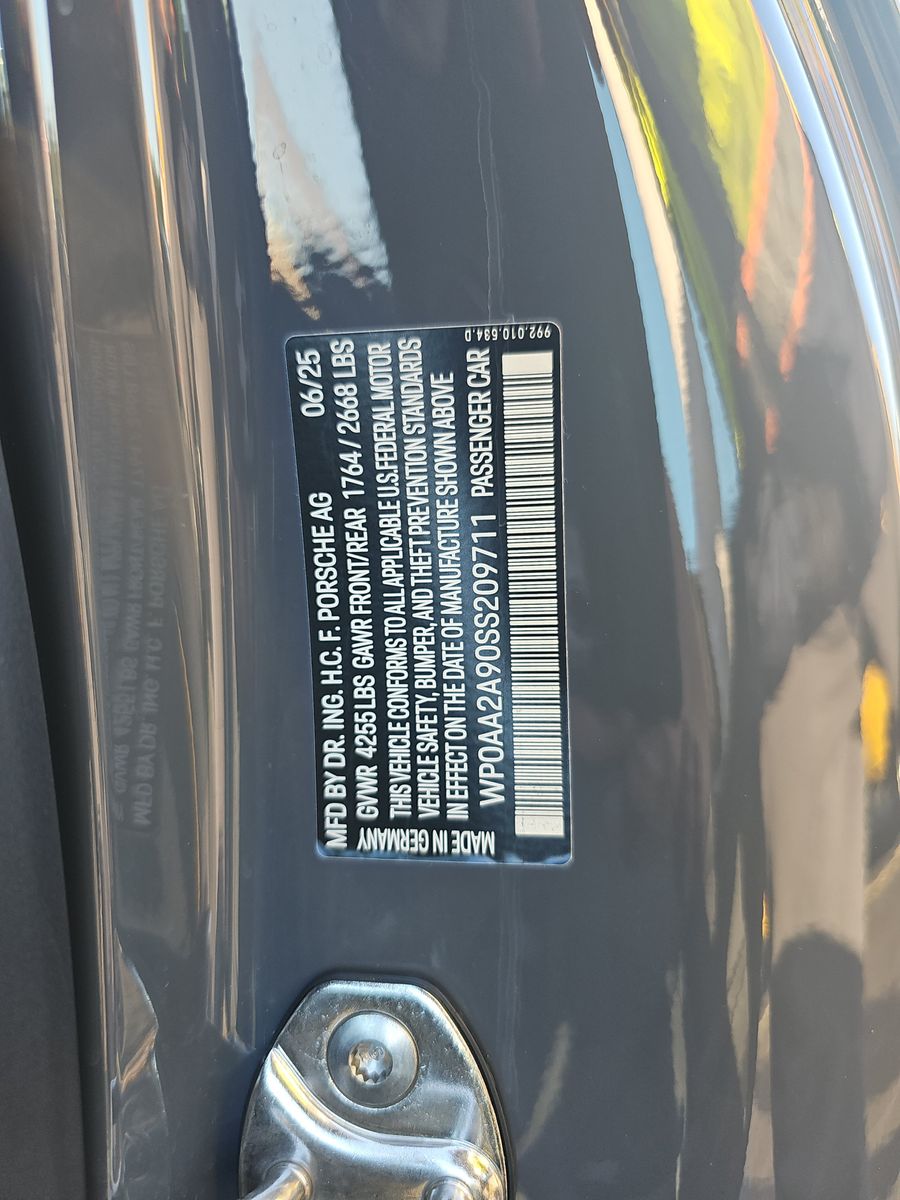 MFD BY DR. ING. H.C. F. PORSCHE AG 06/25
GVWR 4255 LBS GAWR FRONT/REAR 1764 / 2668 LBS
THIS VEHICLE CONFORMS TO ALL APPLICABLE U.S. FEDERAL MOTOR
VEHICLE SAFETY, BUMPER, AND THEFT PREVENTION STANDARDS
IN EFFECT ON THE DATE OF MANUFACTURE SHOWN ABOVE
WP0AA2A90SS209711 PASSENGER CAR
MADE IN GERMANY
992.010.534.D